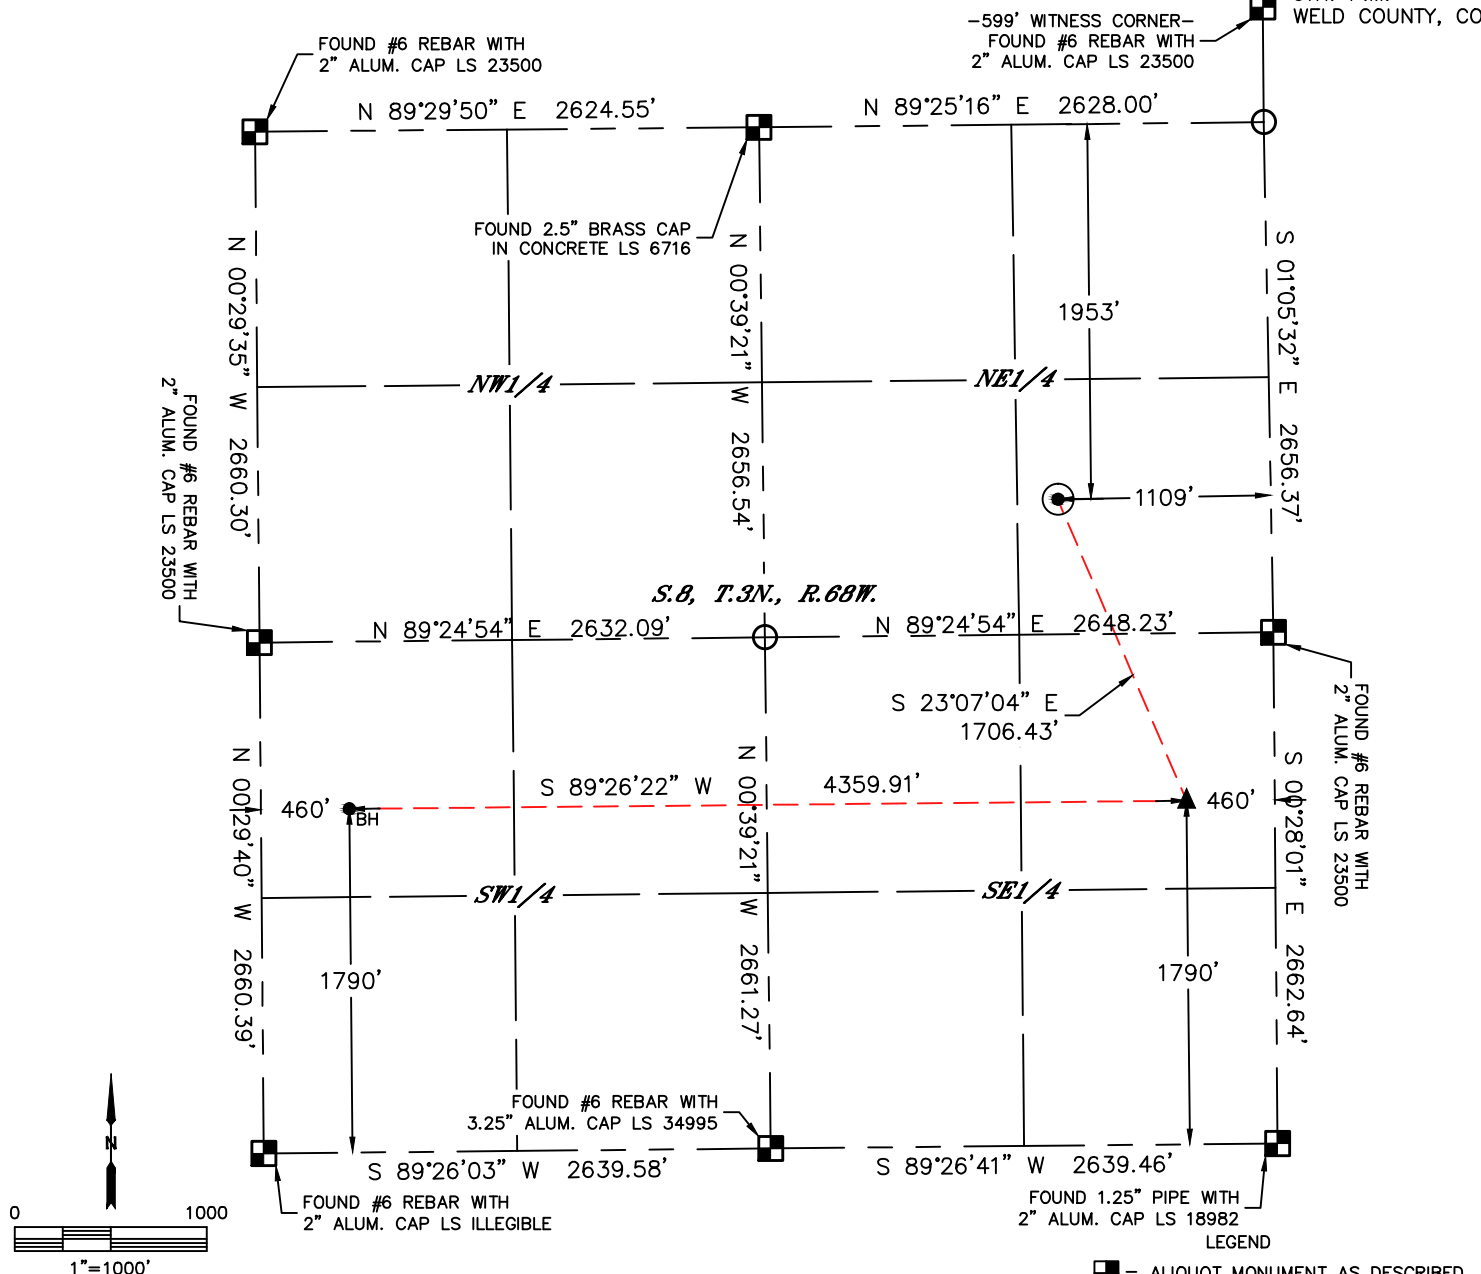 -599' WITNESS CORNER-
FOUND #6 REBAR WITH
2" ALUM. CAP LS 23500
WELD COUNTY, CO
FOUND #6 REBAR WITH
2" ALUM. CAP LS 23500
N 89°29'50" E 2624.55'
N 89°25'16" E 2628.00'
FOUND 2.5" BRASS CAP
IN CONCRETE LS 6716
N 00°29'35" W 2660.30'
N 00°39'21" W 2656.54'
S 01°05'32" E 2656.37'
1953'
NW1/4
NE1/4
FOUND #6 REBAR WITH
2" ALUM. CAP LS 23500
1109'
S.8, T.3N., R.68W.
N 89°24'54" E 2632.09'
N 89°24'54" E 2648.23'
S 23°07'04" E
1706.43'
FOUND #6 REBAR WITH
2" ALUM. CAP LS 23500
N 00°29'40" W 2660.39'
N 00°39'21" W 2661.27'
S 00°28'01" E 2662.64'
S 89°26'22" W 4359.91'
460'
BH
460'
SW1/4
SE1/4
1790'
1790'
FOUND #6 REBAR WITH
3.25" ALUM. CAP LS 34995
S 89°26'03" W 2639.58'
S 89°26'41" W 2639.46'
N
FOUND #6 REBAR WITH
2" ALUM. CAP LS ILLEGIBLE
FOUND 1.25" PIPE WITH
2" ALUM. CAP LS 18982
0 1000
1"=1000'
LEGEND
= ALIQUOT MONUMENT AS DESCRIBED